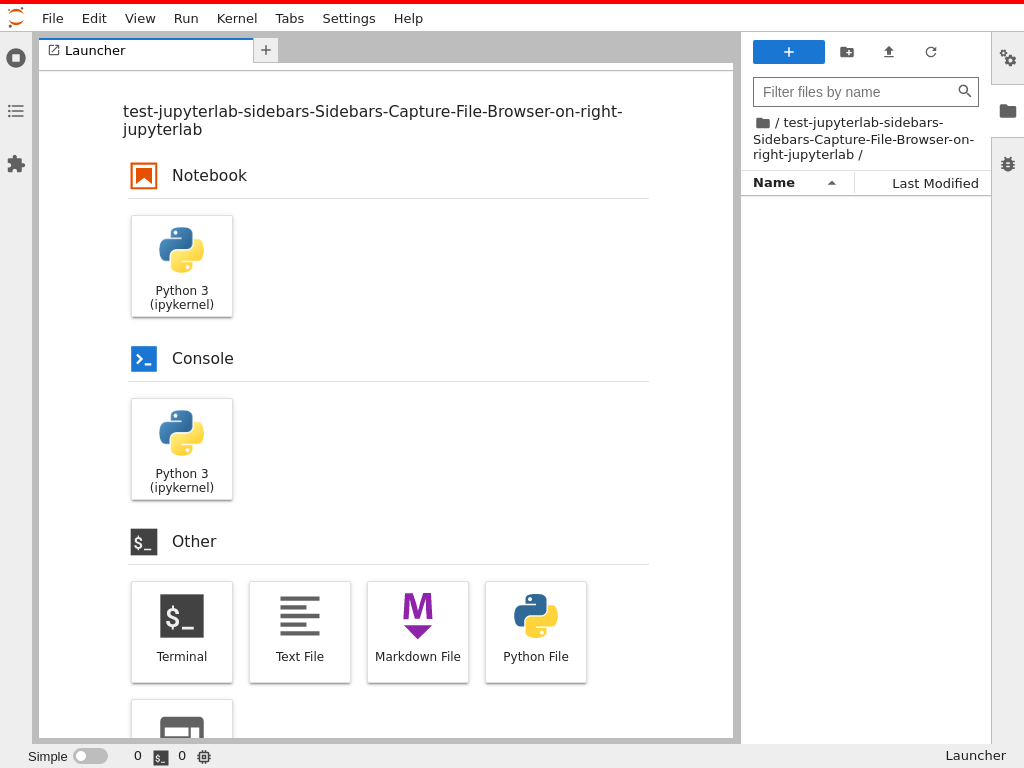 File Edit View Run Kernel Tabs Settings Help
Launcher
test-jupyterlab-sidebars-Sidebars-Capture-File-Browser-on-right-
jupyterlab
Notebook
Python 3
(ipykernel)
Console
>_
Python 3
(ipykernel)
$_ Other
$_
Terminal
Text File
M
Markdown File
Python File
+
Filter files by name
/ test-jupyterlab-sidebars-
Sidebars-Capture-File-Browser-on-
right-jupyterlab /
Name Last Modified
Simple 0 $_ 0 Launcher